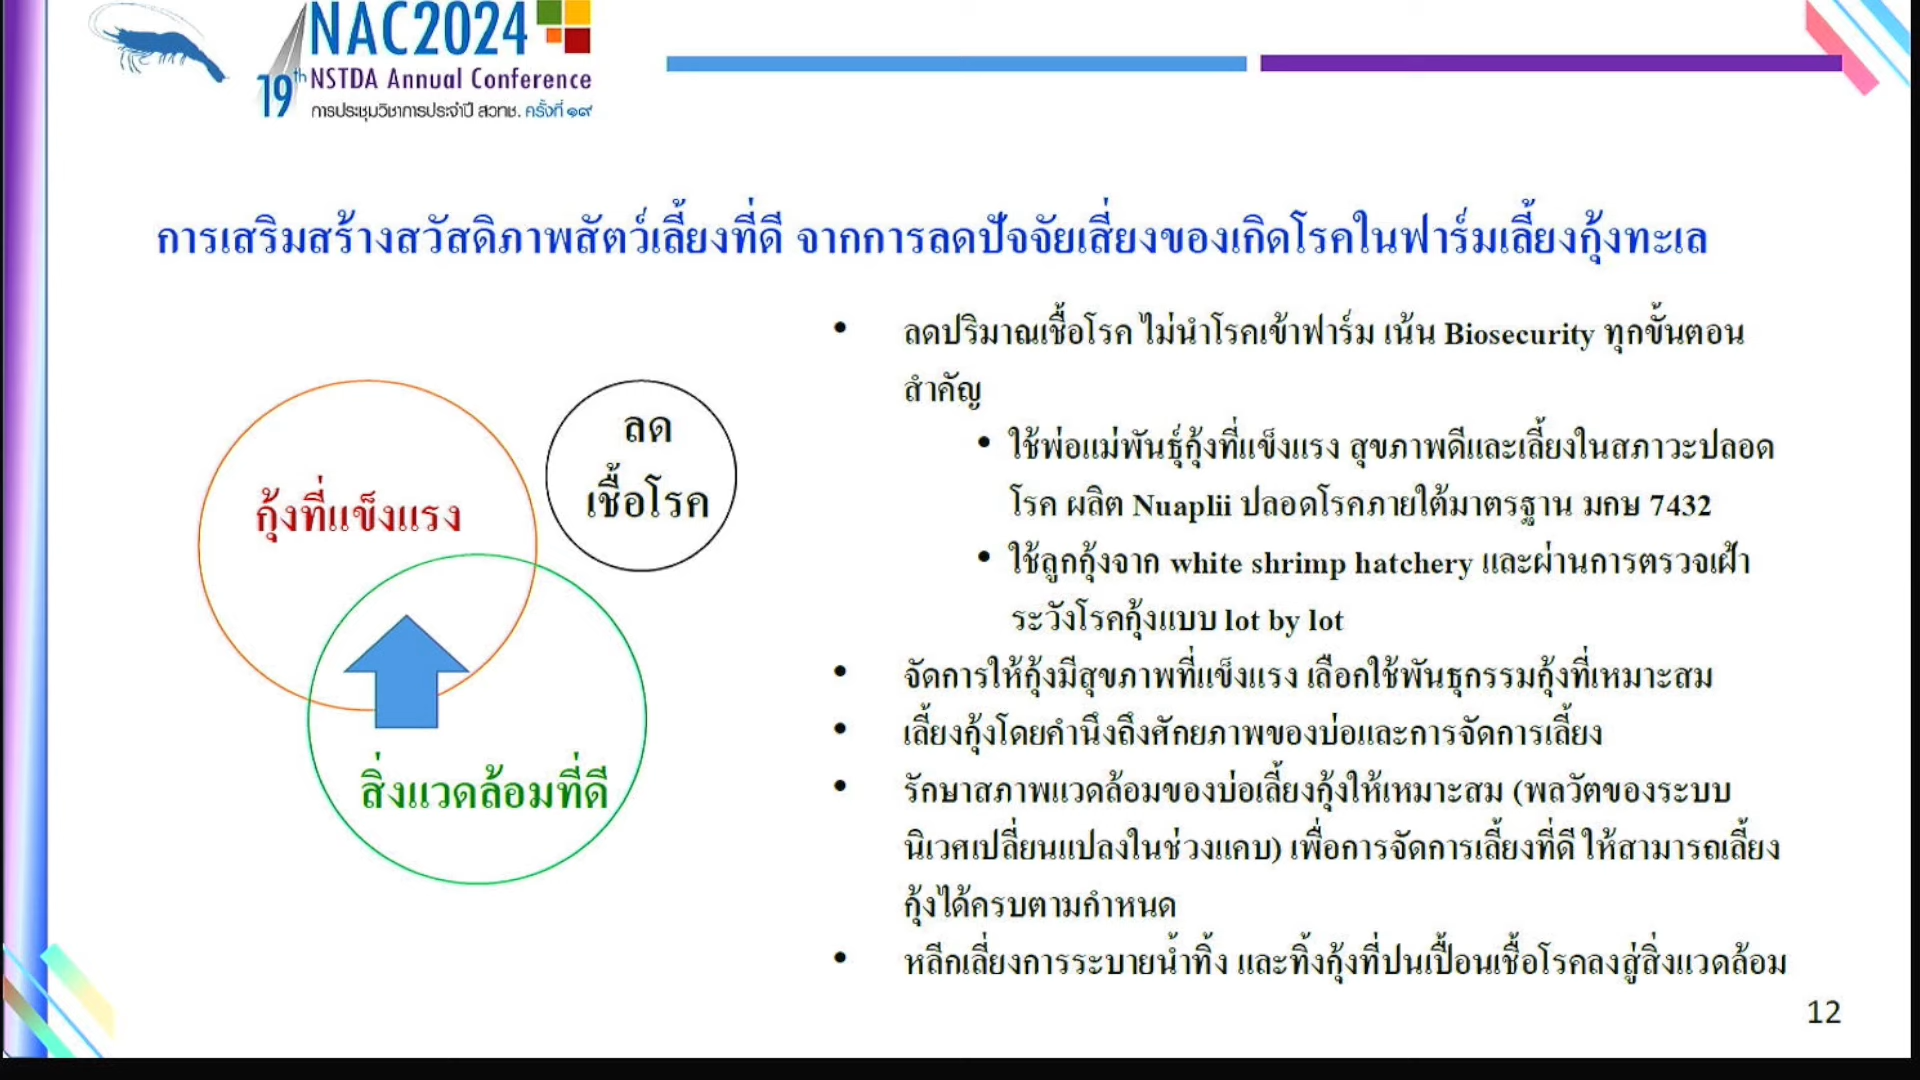 NAC2024
19th NSTDA Annual Conference
การประชุมวิชาการประจำปี สวทช. ครั้งที่ ๑๙
การเสริมสร้างสวัสดิภาพสัตว์เลี้ยงที่ดี จากการลดปัจจัยเสี่ยงของเกิดโรคในฟาร์มเลี้ยงกุ้งทะเล
กุ้งที่แข็งแรง
ลด
เชื้อโรค
สิ่งแวดล้อมที่ดี
• ลดปริมาณเชื้อโรค ไม่นำโรคเข้าฟาร์ม เน้น Biosecurity ทุกขั้นตอน
สำคัญ
• ใช้พ่อแม่พันธุ์กุ้งที่แข็งแรง สุขภาพดีและเลี้ยงในสภาวะปลอด
โรค ผลิต Nuaplii ปลอดโรคภายใต้มาตรฐาน มกษ 7432
• ใช้ลูกกุ้งจาก white shrimp hatchery และผ่านการตรวจเฝ้า
ระวังโรคกุ้งแบบ lot by lot
• จัดการให้กุ้งมีสุขภาพที่แข็งแรง เลือกใช้พันธุกรรมกุ้งที่เหมาะสม
• เลี้ยงกุ้งโดยคำนึงถึงศักยภาพของบ่อและการจัดการเลี้ยง
• รักษาสภาพแวดล้อมของบ่อเลี้ยงกุ้งให้เหมาะสม (พลวัตของระบบ
นิเวศเปลี่ยนแปลงในช่วงแคบ) เพื่อการจัดการเลี้ยงที่ดี ให้สามารถเลี้ยง
กุ้งได้ครบตามกำหนด
• หลีกเลี่ยงการระบายน้ำทิ้ง และทิ้งกุ้งที่ปนเปื้อนเชื้อโรคลงสู่สิ่งแวดล้อม
12